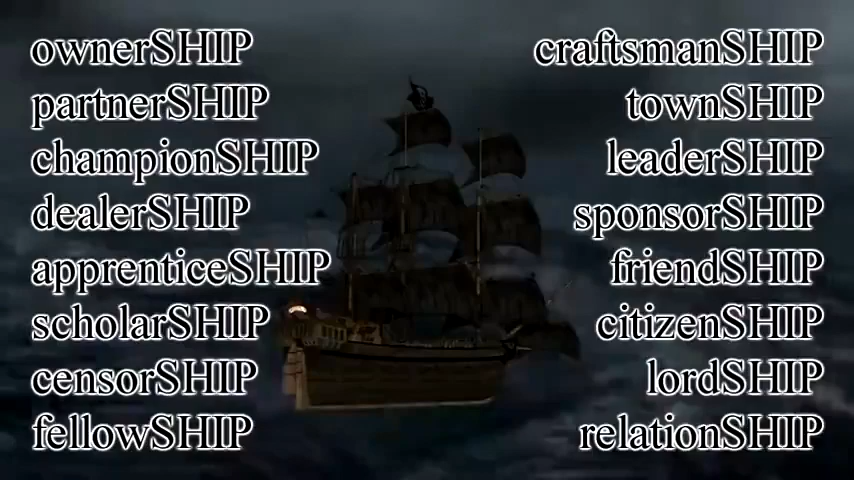 ownerSHIP
partnerSHIP
championSHIP
dealerSHIP
apprenticeSHIP
scholarSHIP
censorSHIP
fellowSHIP
craftsmanSHIP
townSHIP
leaderSHIP
sponsorSHIP
friendSHIP
citizenSHIP
lordSHIP
relationSHIP